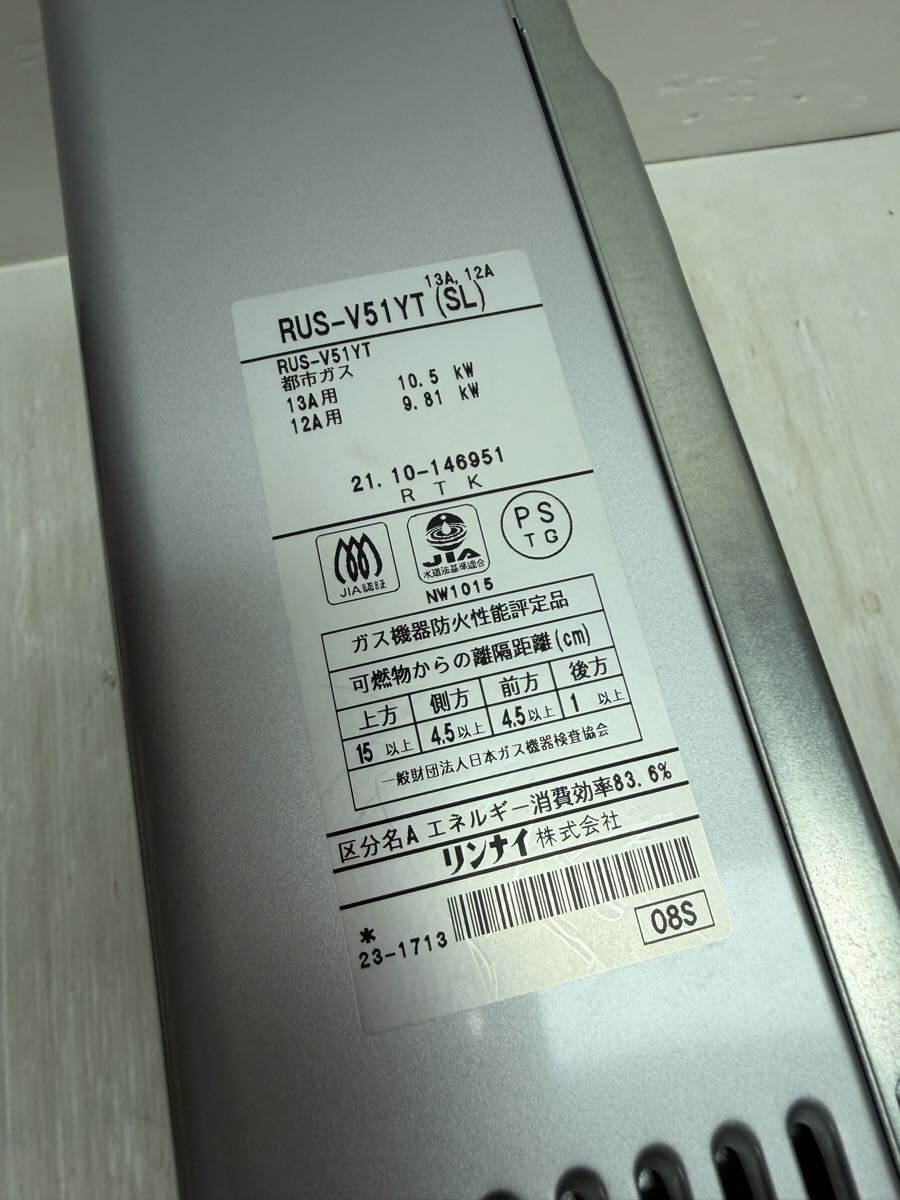 13A, 12A
RUS-V51YT(SL)
RUS-V51YT
都市ガス
13A用 10.5 kW
12A用 9.81 kW
21.10-146951
RTK
JIA認証
JIA
水道法基準適合
NW1015
PS
TG
ガス機器防火性能評定品
可燃物からの離隔距離(cm)
上方 側方 前方 後方
15 以上 4.5以上 4.5以上 1 以上
一般財団法人日本ガス機器検査協会
区分名A エネルギー消費効率83.6%
リンナイ株式会社
*
23-1713
08S